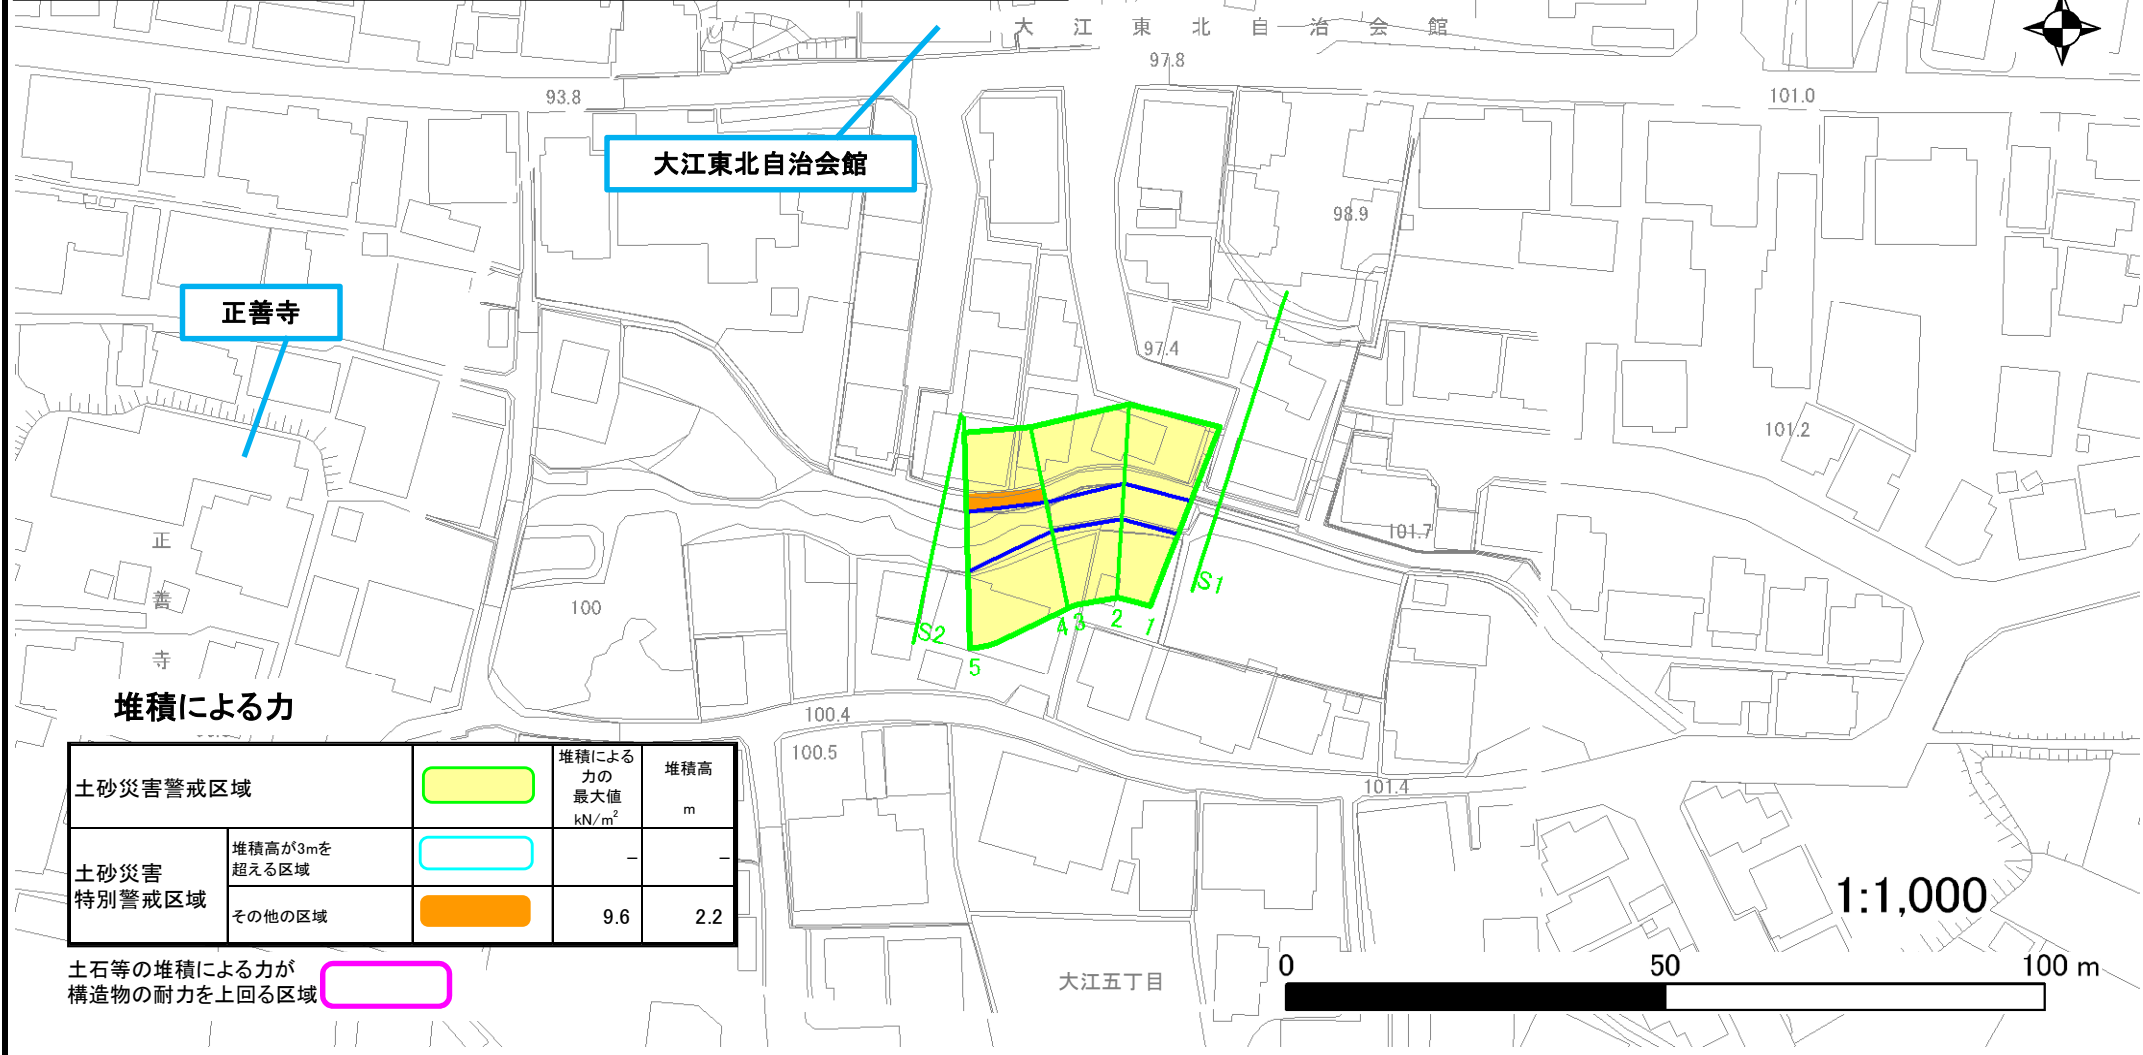 大江東北自治会館
97.8
93.8
101.0
大江東北自治会館
98.9
正善寺
97.4
101.2
101.7
正善寺
100
S1
S2
4
3
2
1
5
堆積による力
100.4
100.5
101.4
土砂災害警戒区域
堆積による
力の
最大値
kN/m²
堆積高
m
土砂災害
特別警戒区域
堆積高が3mを
超える区域
–
–
その他の区域
9.6
2.2
土石等の堆積による力が
構造物の耐力を上回る区域
大江五丁目
1:1,000
0
50
100 m